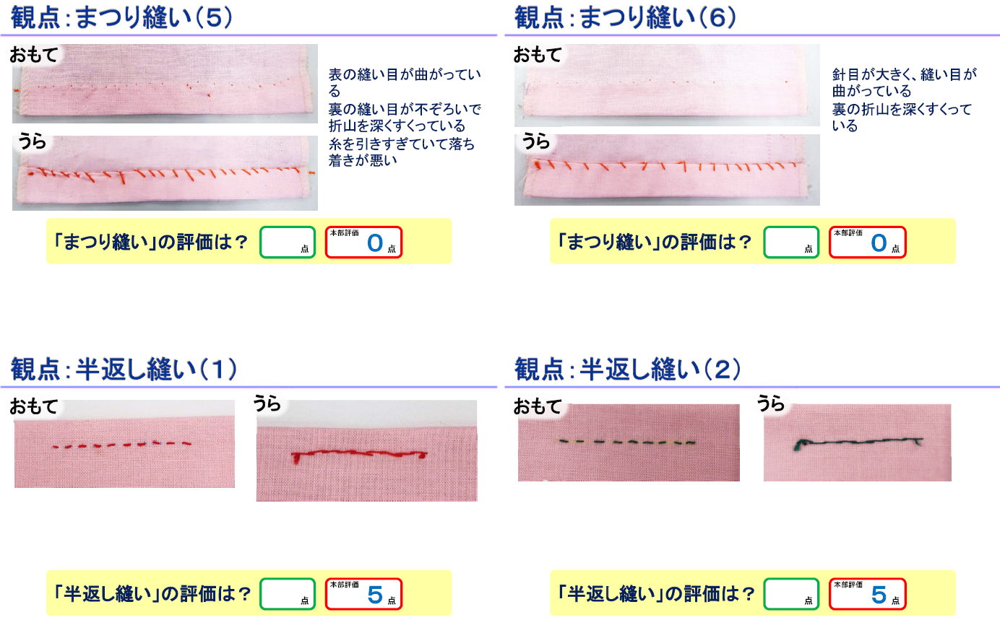 観点：まつり縫い（５）
おもて
表の縫い目が曲がってい
る
裏の縫い目が不ぞろいで
折山を深くすくっている
糸を引きすぎていて落ち
着きが悪い
うら
「まつり縫い」の評価は？
点
本部評価
０点
観点：まつり縫い（６）
おもて
針目が大きく、縫い目が
曲がっている
裏の折山を深くすくって
いる
うら
「まつり縫い」の評価は？
点
本部評価
０点
観点：半返し縫い（１）
おもて
うら
「半返し縫い」の評価は？
点
本部評価
５点
観点：半返し縫い（２）
おもて
うら
「半返し縫い」の評価は？
点
本部評価
５点